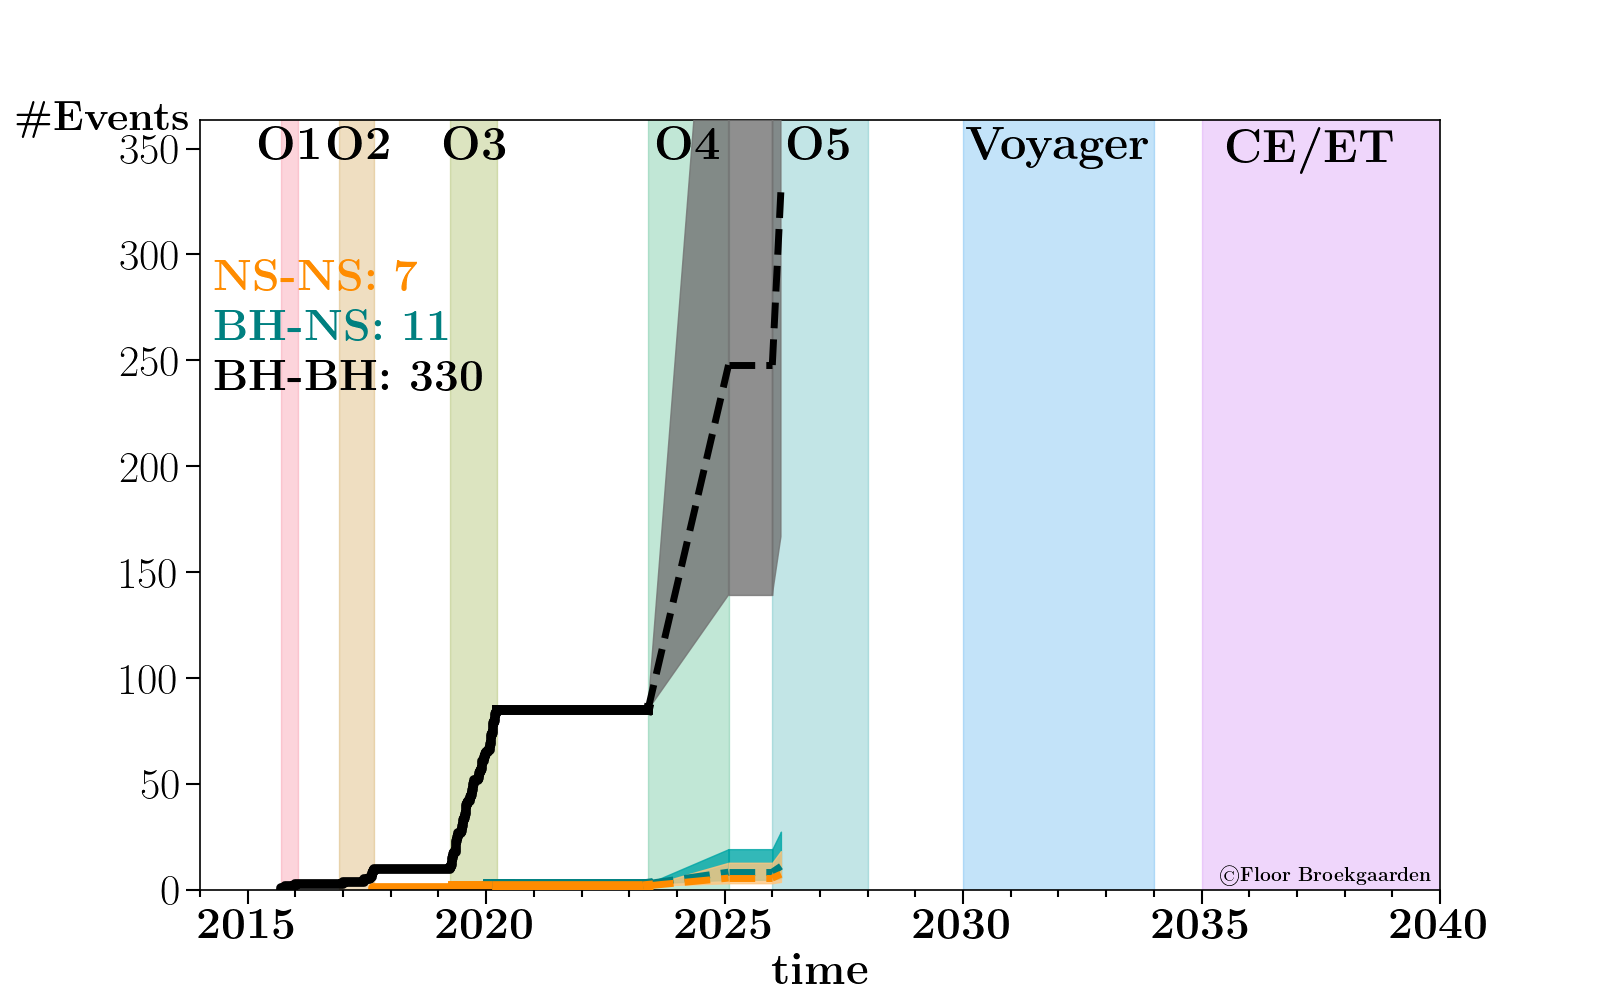 #Events
O1 O2 O3 O4 O5 Voyager CE/ET
350
300
NS-NS: 7
BH-NS: 11
250
BH-BH: 330
200
150
100
50
©Floor Broekgaarden
0
2015 2020 2025 2030 2035 2040
time